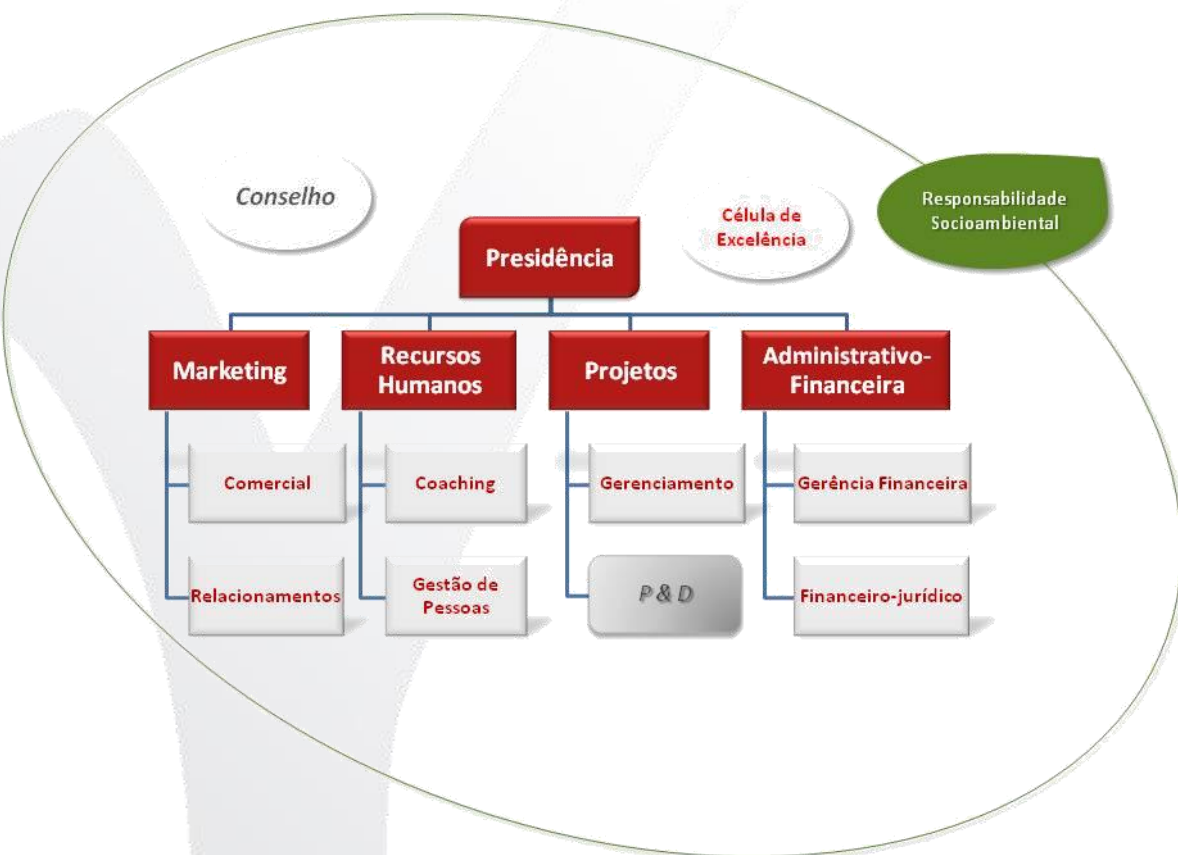 Conselho
Célula de
Excelência
Responsabilidade
Socioambiental
Presidência
Marketing
Recursos
Humanos
Projetos
Administrativo-
Financeira
Comercial
Coaching
Gerenciamento
Gerência Financeira
Relacionamentos
Gestão de
Pessoas
P & D
Financeiro-jurídico